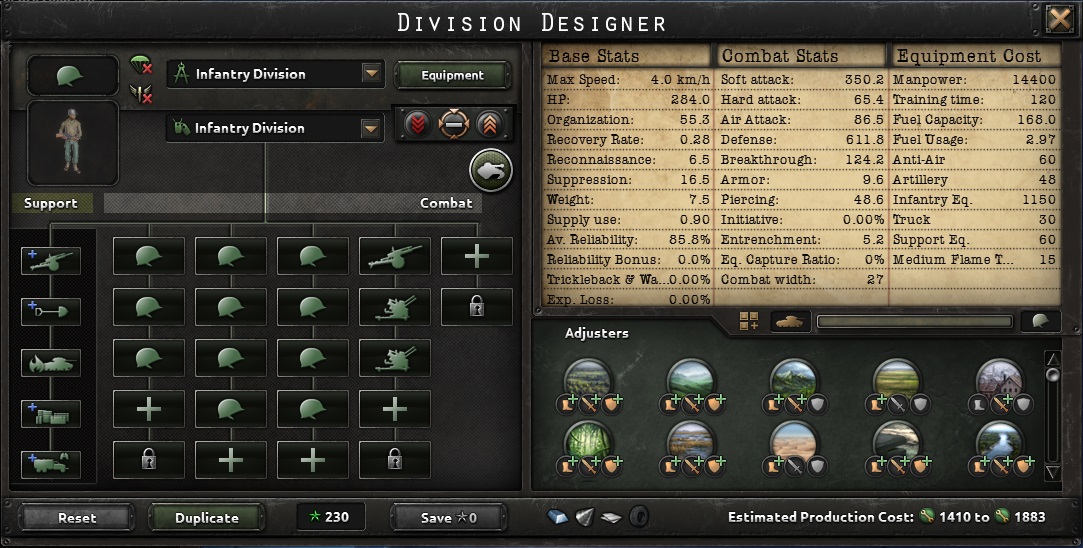 Division Designer
Infantry Division
Equipment
Infantry Division
Support
Combat
Base Stats
Max Speed: 4.0 km/h
HP: 284.0
Organization: 55.3
Recovery Rate: 0.28
Reconnaissance: 6.5
Suppression: 16.5
Weight: 7.5
Supply use: 0.90
Av. Reliability: 85.8%
Reliability Bonus: 0.0%
Trickleback & Wa...0.00%
Exp. Loss: 0.00%
Combat Stats
Soft attack: 350.2
Hard attack: 65.4
Air Attack: 86.5
Defense: 611.8
Breakthrough: 124.2
Armor: 9.6
Piercing: 48.6
Initiative: 0.00%
Entrenchment: 5.2
Eq. Capture Ratio: 0%
Combat width: 27
Equipment Cost
Manpower: 14400
Training time: 120
Fuel Capacity: 168.0
Fuel Usage: 2.97
Anti-Air 60
Artillery 48
Infantry Eq. 1150
Truck 30
Support Eq. 60
Medium Flame T... 15
Adjusters
Reset
Duplicate
230
Save 0
Estimated Production Cost: 1410 to 1883